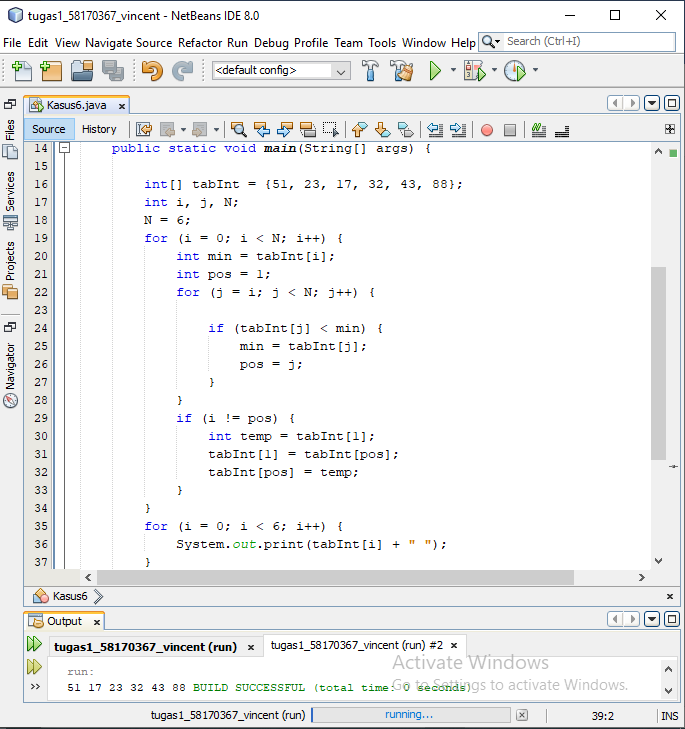 tugas1_58170367_vincent - NetBeans IDE 8.0
File Edit View Navigate Source Refactor Run Debug Profile Team Tools Window Help Search (Ctrl+I)
<default config>
Kasus6.java x
Source History
Files
Services
Projects
Navigator
14 public static void main(String[] args) {
15
16 int[] tabInt = {51, 23, 17, 32, 43, 88};
17 int i, j, N;
18 N = 6;
19 for (i = 0; i < N; i++) {
20 int min = tabInt[i];
21 int pos = 1;
22 for (j = i; j < N; j++) {
23
24 if (tabInt[j] < min) {
25 min = tabInt[j];
26 pos = j;
27 }
28 }
29 if (i != pos) {
30 int temp = tabInt[1];
31 tabInt[1] = tabInt[pos];
32 tabInt[pos] = temp;
33 }
34 }
35 for (i = 0; i < 6; i++) {
36 System.out.print(tabInt[i] + " ");
37 }
Kasus6
Output x
tugas1_58170367_vincent (run) x tugas1_58170367_vincent (run) #2 x
run:
51 17 23 32 43 88 BUILD SUCCESSFUL (total time: 0 seconds)
Activate Windows
Go to Settings to activate Windows.
tugas1_58170367_vincent (run) running... 39:2 INS